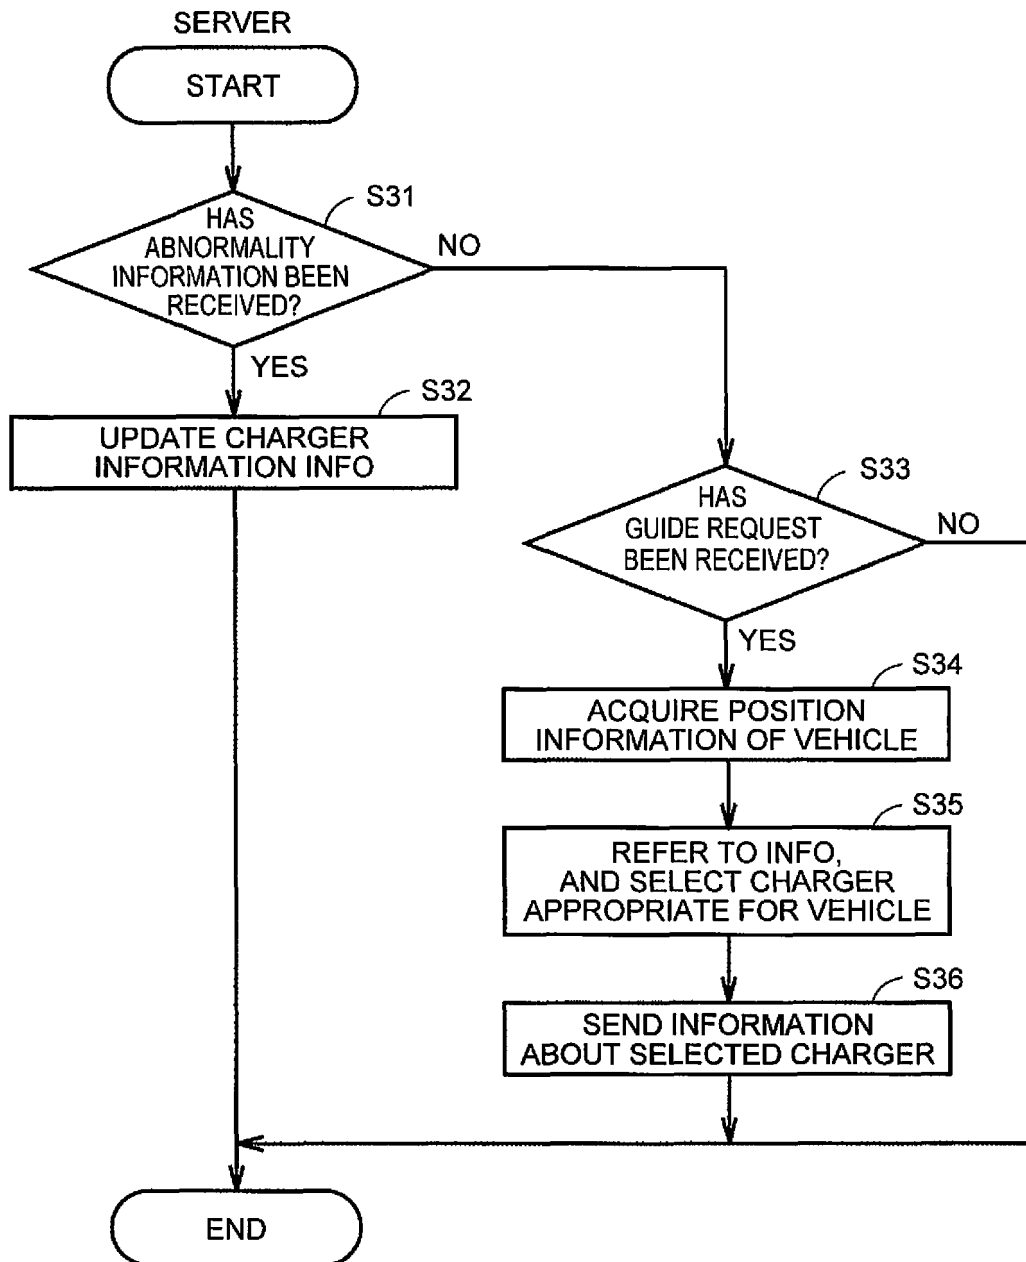 SERVER
START
S31
HAS
ABNORMALITY
INFORMATION BEEN
RECEIVED?
NO
YES
S32
UPDATE CHARGER
INFORMATION INFO
S33
HAS
GUIDE REQUEST
BEEN RECEIVED?
NO
YES
S34
ACQUIRE POSITION
INFORMATION OF VEHICLE
S35
REFER TO INFO,
AND SELECT CHARGER
APPROPRIATE FOR VEHICLE
S36
SEND INFORMATION
ABOUT SELECTED CHARGER
END